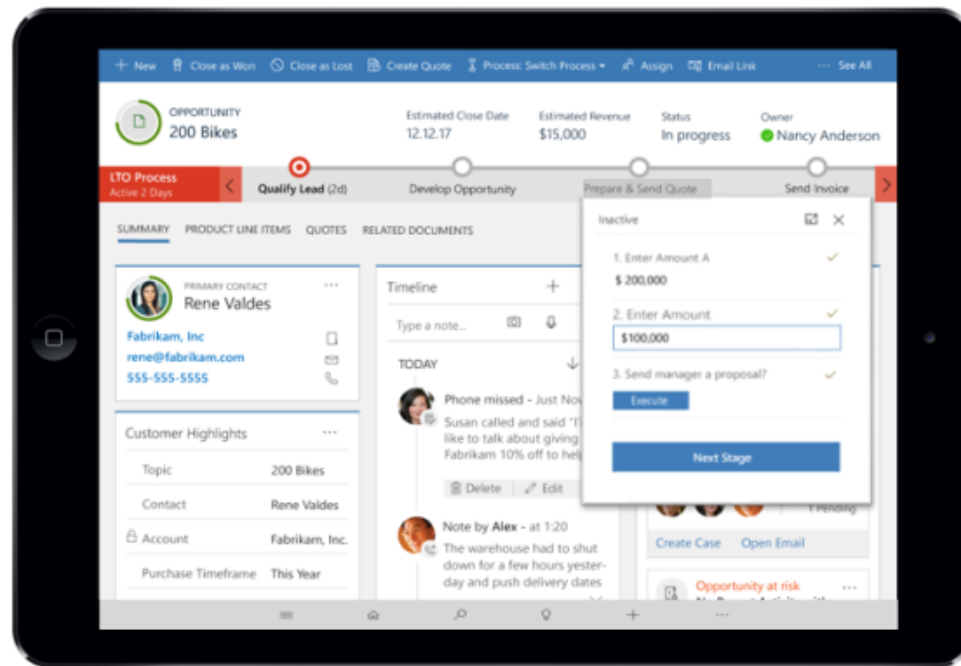 New Close as Won Close as Lost Create Quote Process: Switch Process Assign Email Link ... See All
OPPORTUNITY
200 Bikes
Estimated Close Date
12.12.17
Estimated Revenue
$15,000
Status
In progress
Owner
Nancy Anderson
LTO Process
Active 2 Days
Qualify Lead (2d)
Develop Opportunity
Prepare & Send Quote
Send Invoice
SUMMARY PRODUCT LINE ITEMS QUOTES RELATED DOCUMENTS
PRIMARY CONTACT
Rene Valdes
Fabrikam, Inc
rene@fabrikam.com
555-555-5555
Customer Highlights
Topic 200 Bikes
Contact Rene Valdes
Account Fabrikam, Inc.
Purchase Timeframe This Year
Timeline
Type a note...
TODAY
Phone missed - Just Now
Susan called and said "I'
like to talk about giving
Fabrikam 10% off to help
Delete Edit
Note by Alex - at 1:20
The warehouse had to shut
down for a few hours yester-
day and push delivery dates
Inactive
1. Enter Amount A
$ 200,000
2. Enter Amount
$100,000
3. Send manager a proposal?
Execute
Next Stage
1 Pending
Create Case Open Email
Opportunity at risk